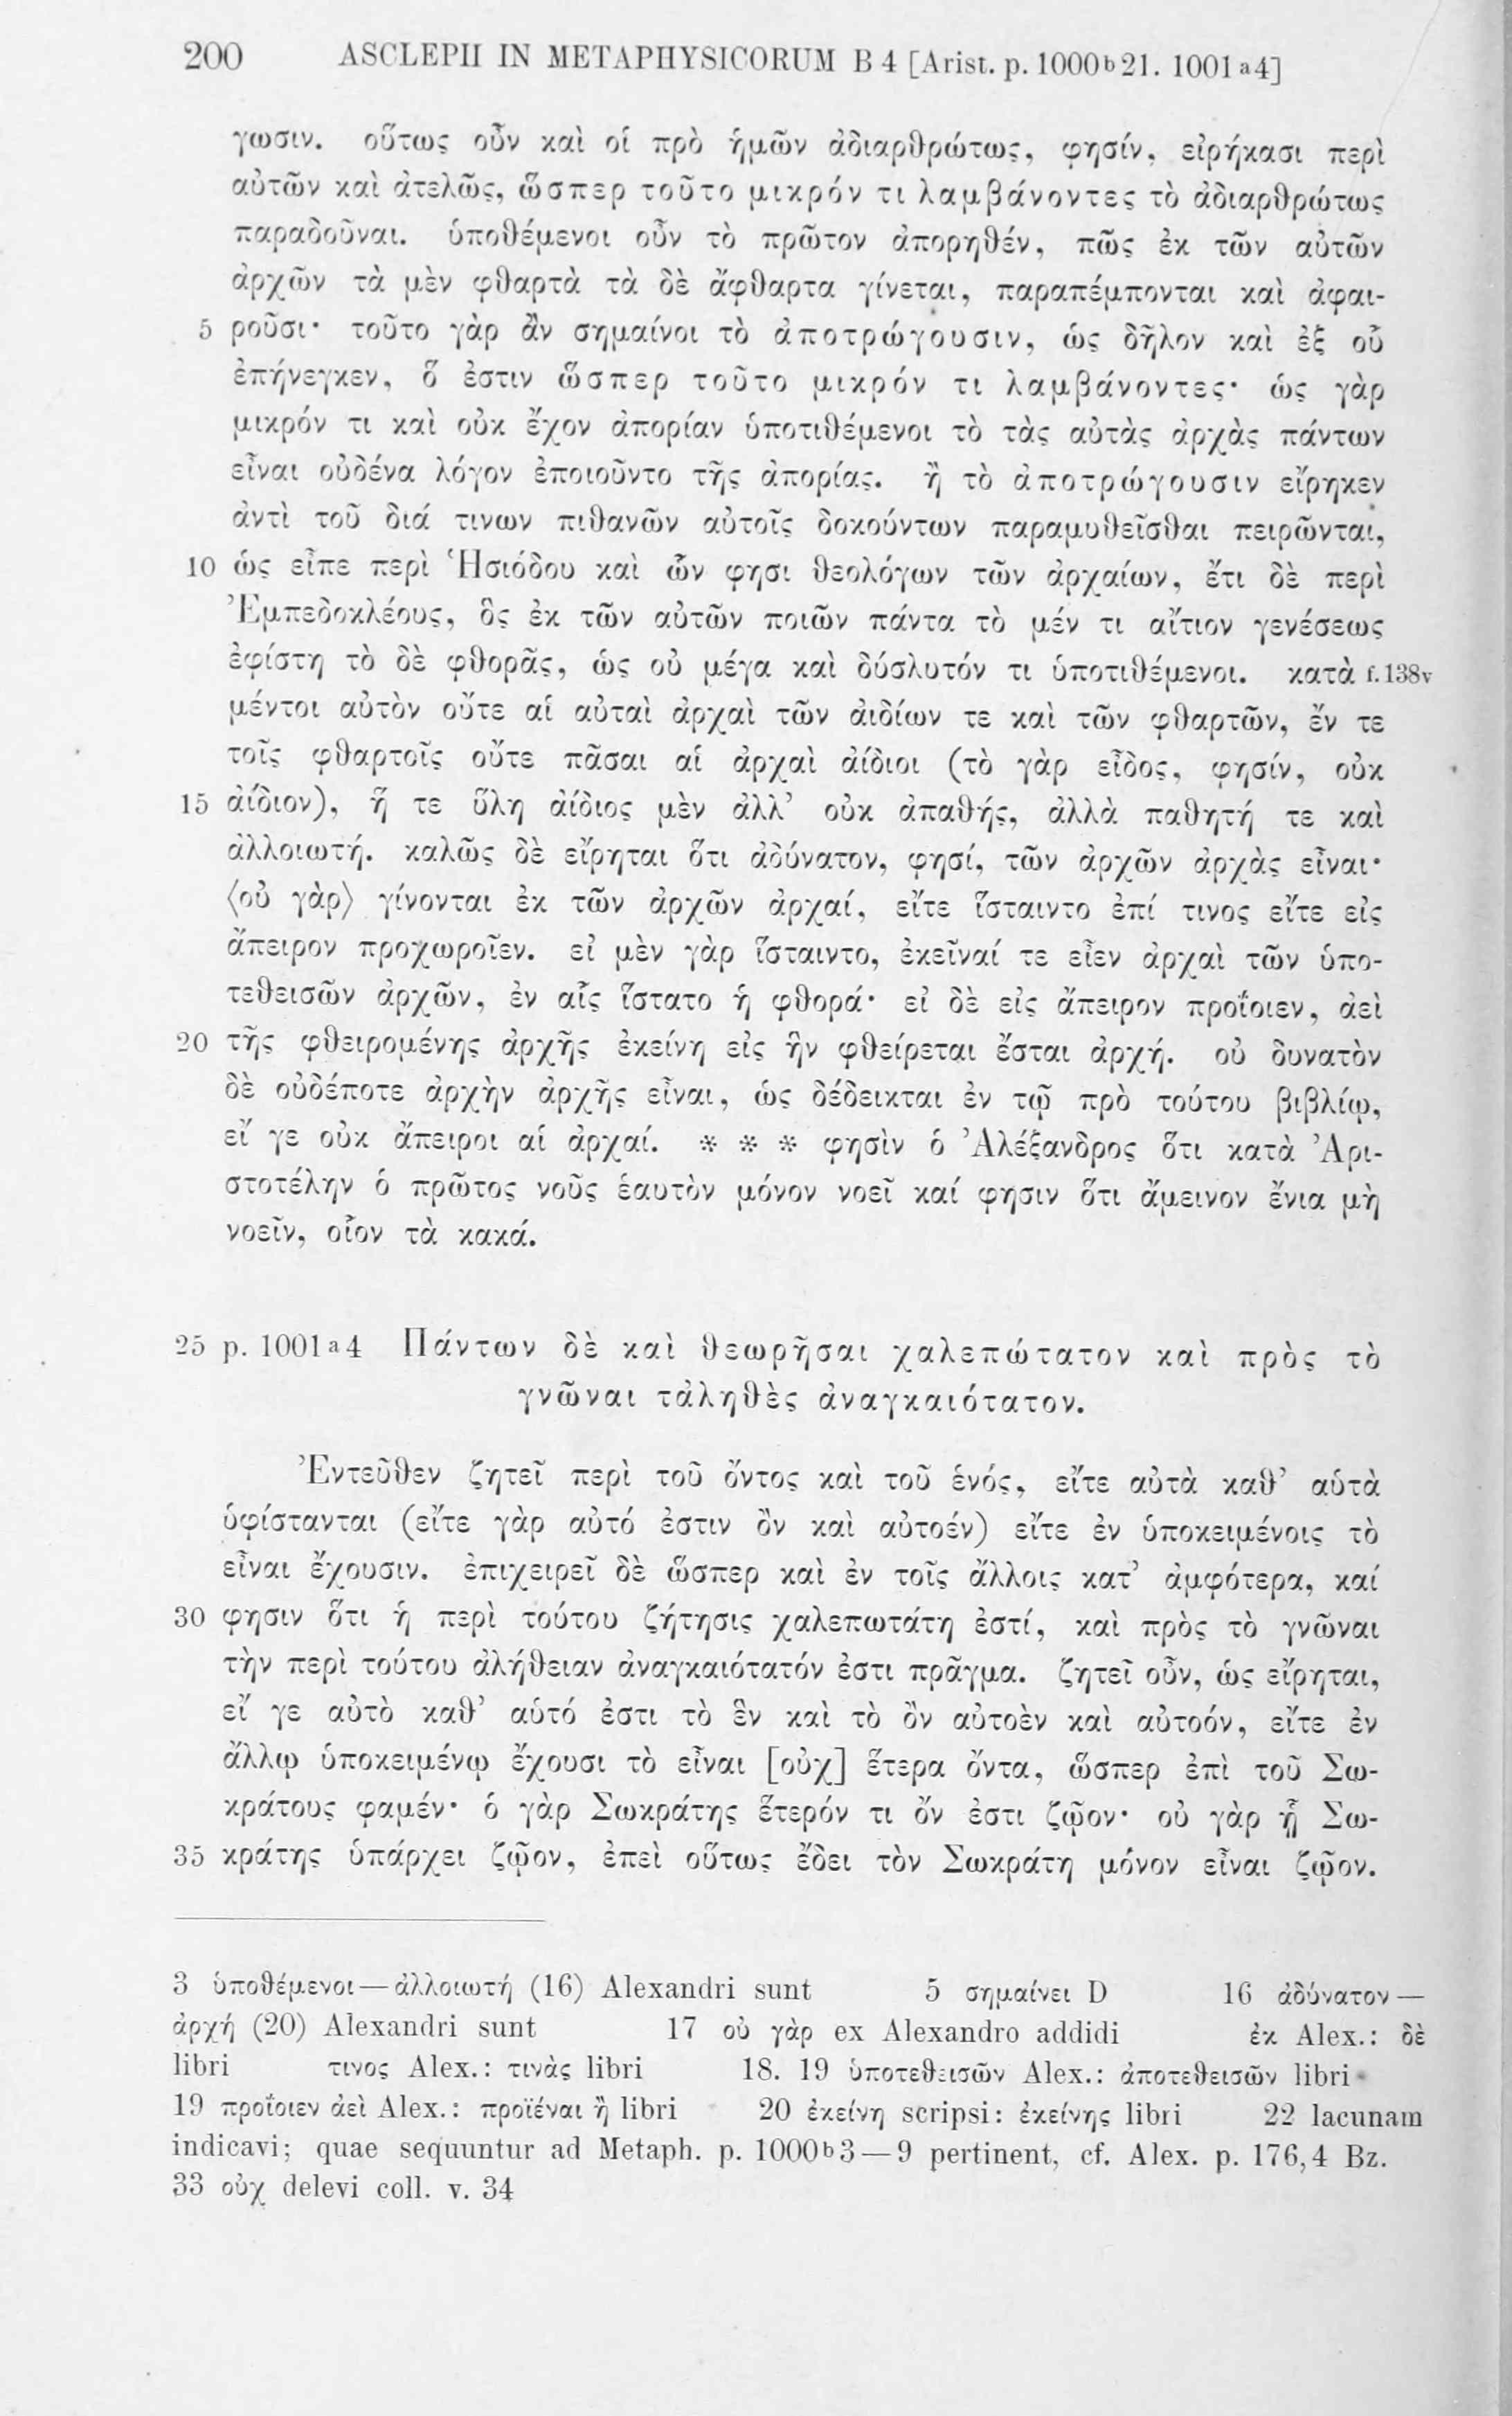 200 ASCLEPII IN METAPHYSICORUM B 4 [Arist. p. 1000ᵇ21. 1001ᵃ4]
γωσιν. οὕτως οὖν καὶ οἱ πρὸ ἡμῶν ἀδιαρθρώτως, φησίν, εἰρήκασι περὶ
αὐτῶν καὶ ἀτελῶς, ὥσπερ τοῦτο μικρόν τι λαμβάνοντες τὸ ἀδιαρθρώτως
παραδοῦναι. ὑποθέμενοι οὖν τὸ πρῶτον ἀπορηθέν, πῶς ἐκ τῶν αὐτῶν
ἀρχῶν τὰ μὲν φθαρτὰ τὰ δὲ ἄφθαρτα γίνεται, παραπέμπονται καὶ ἀφαι-
5 ροῦσι· τοῦτο γὰρ ἂν σημαίνοι τὸ ἀποτρώγουσιν, ὡς δῆλον καὶ ἐξ οὗ
ἐπήνεγκεν, ὅ ἐστιν ὥσπερ τοῦτο μικρόν τι λαμβάνοντες· ὡς γὰρ
μικρόν τι καὶ οὐκ ἔχον ἀπορίαν ὑποτιθέμενοι τὸ τὰς αὐτὰς ἀρχὰς πάντων
εἶναι οὐδένα λόγον ἐποιοῦντο τῆς ἀπορίας. ἢ τὸ ἀποτρώγουσιν εἴρηκεν
ἀντὶ τοῦ διά τινων πιθανῶν αὐτοῖς δοκούντων παραμυθεῖσθαι πειρῶνται,
10 ὡς εἶπε περὶ Ἡσιόδου καὶ ὧν φησι θεολόγων τῶν ἀρχαίων, ἔτι δὲ περὶ
Ἐμπεδοκλέους, ὃς ἐκ τῶν αὐτῶν ποιῶν πάντα τὸ μέν τι αἴτιον γενέσεως
ἐφίστη τὸ δὲ φθορᾶς, ὡς οὐ μέγα καὶ δύσλυτόν τι ὑποτιθέμενοι. κατὰ f. 138v
μέντοι αὐτὸν οὔτε αἱ αὐταὶ ἀρχαὶ τῶν ἀιδίων τε καὶ τῶν φθαρτῶν, ἔν τε
τοῖς φθαρτοῖς οὔτε πᾶσαι αἱ ἀρχαὶ ἀίδιοι (τὸ γὰρ εἶδος, φησίν, οὐκ
15 ἀίδιον), ἥ τε ὕλη ἀίδιος μὲν ἀλλ’ οὐκ ἀπαθής, ἀλλὰ παθητή τε καὶ
ἀλλοιωτή. καλῶς δὲ εἴρηται ὅτι ἀδύνατον, φησί, τῶν ἀρχῶν ἀρχὰς εἶναι·
⟨οὐ γὰρ⟩ γίνονται ἐκ τῶν ἀρχῶν ἀρχαί, εἴτε ἵσταιντο ἐπί τινος εἴτε εἰς
ἄπειρον προχωροῖεν. εἰ μὲν γὰρ ἵσταιντο, ἐκεῖναί τε εἶεν ἀρχαὶ τῶν ὑπο-
τεθεισῶν ἀρχῶν, ἐν αἷς ἵστατο ἡ φθορά· εἰ δὲ εἰς ἄπειρον προΐοιεν, ἀεὶ
20 τῆς φθειρομένης ἀρχῆς ἐκείνη εἰς ἣν φθείρεται ἔσται ἀρχή. οὐ δυνατὸν
δὲ οὐδέποτε ἀρχὴν ἀρχῆς εἶναι, ὡς δέδεικται ἐν τῷ πρὸ τούτου βιβλίῳ,
εἴ γε οὐκ ἄπειροι αἱ ἀρχαί. * * * φησὶν ὁ Ἀλέξανδρος ὅτι κατὰ Ἀρι-
στοτέλην ὁ πρῶτος νοῦς ἑαυτὸν μόνον νοεῖ καί φησιν ὅτι ἄμεινον ἔνια μὴ
νοεῖν, οἷον τὰ κακά.
25 p. 1001ᵃ4 Πάντων δὲ καὶ θεωρῆσαι χαλεπώτατον καὶ πρὸς τὸ
γνῶναι τἀληθὲς ἀναγκαιότατον.
Ἐντεῦθεν ζητεῖ περὶ τοῦ ὄντος καὶ τοῦ ἑνός, εἴτε αὐτὰ καθ’ αὑτὰ
ὑφίστανται (εἴτε γὰρ αὐτό ἐστιν ὂν καὶ αὐτοέν) εἴτε ἐν ὑποκειμένοις τὸ
εἶναι ἔχουσιν. ἐπιχειρεῖ δὲ ὥσπερ καὶ ἐν τοῖς ἄλλοις κατ’ ἀμφότερα, καί
30 φησιν ὅτι ἡ περὶ τούτου ζήτησις χαλεπωτάτη ἐστί, καὶ πρὸς τὸ γνῶναι
τὴν περὶ τούτου ἀλήθειαν ἀναγκαιότατόν ἐστι πρᾶγμα. ζητεῖ οὖν, ὡς εἴρηται,
εἴ γε αὐτὸ καθ’ αὑτό ἐστι τὸ ἓν καὶ τὸ ὂν αὐτοὲν καὶ αὐτοόν, εἴτε ἐν
ἄλλῳ ὑποκειμένῳ ἔχουσι τὸ εἶναι [οὐχ] ἕτερα ὄντα, ὥσπερ ἐπὶ τοῦ Σω-
κράτους φαμέν· ὁ γὰρ Σωκράτης ἕτερόν τι ὄν ἐστι ζῷον· οὐ γὰρ ᾗ Σω-
35 κράτης ὑπάρχει ζῷον, ἐπεὶ οὕτως ἔδει τὸν Σωκράτη μόνον εἶναι ζῷον.
3 ὑποθέμενοι — ἀλλοιωτή (16) Alexandri sunt 5 σημαίνει D 16 ἀδύνατον —
ἀρχή (20) Alexandri sunt 17 οὐ γὰρ ex Alexandro addidi ἐκ Alex.: δὲ
libri τινος Alex.: τινὰς libri 18. 19 ὑποτεθεισῶν Alex.: ἀποτεθεισῶν libri
19 προΐοιεν ἀεὶ Alex.: προϊέναι ἢ libri 20 ἐκείνη scripsi: ἐκείνης libri 22 lacunam
indicavi; quae sequuntur ad Metaph. p. 1000ᵇ3 — 9 pertinent, cf. Alex. p. 176,4 Bz.
33 οὐχ delevi coll. v. 34